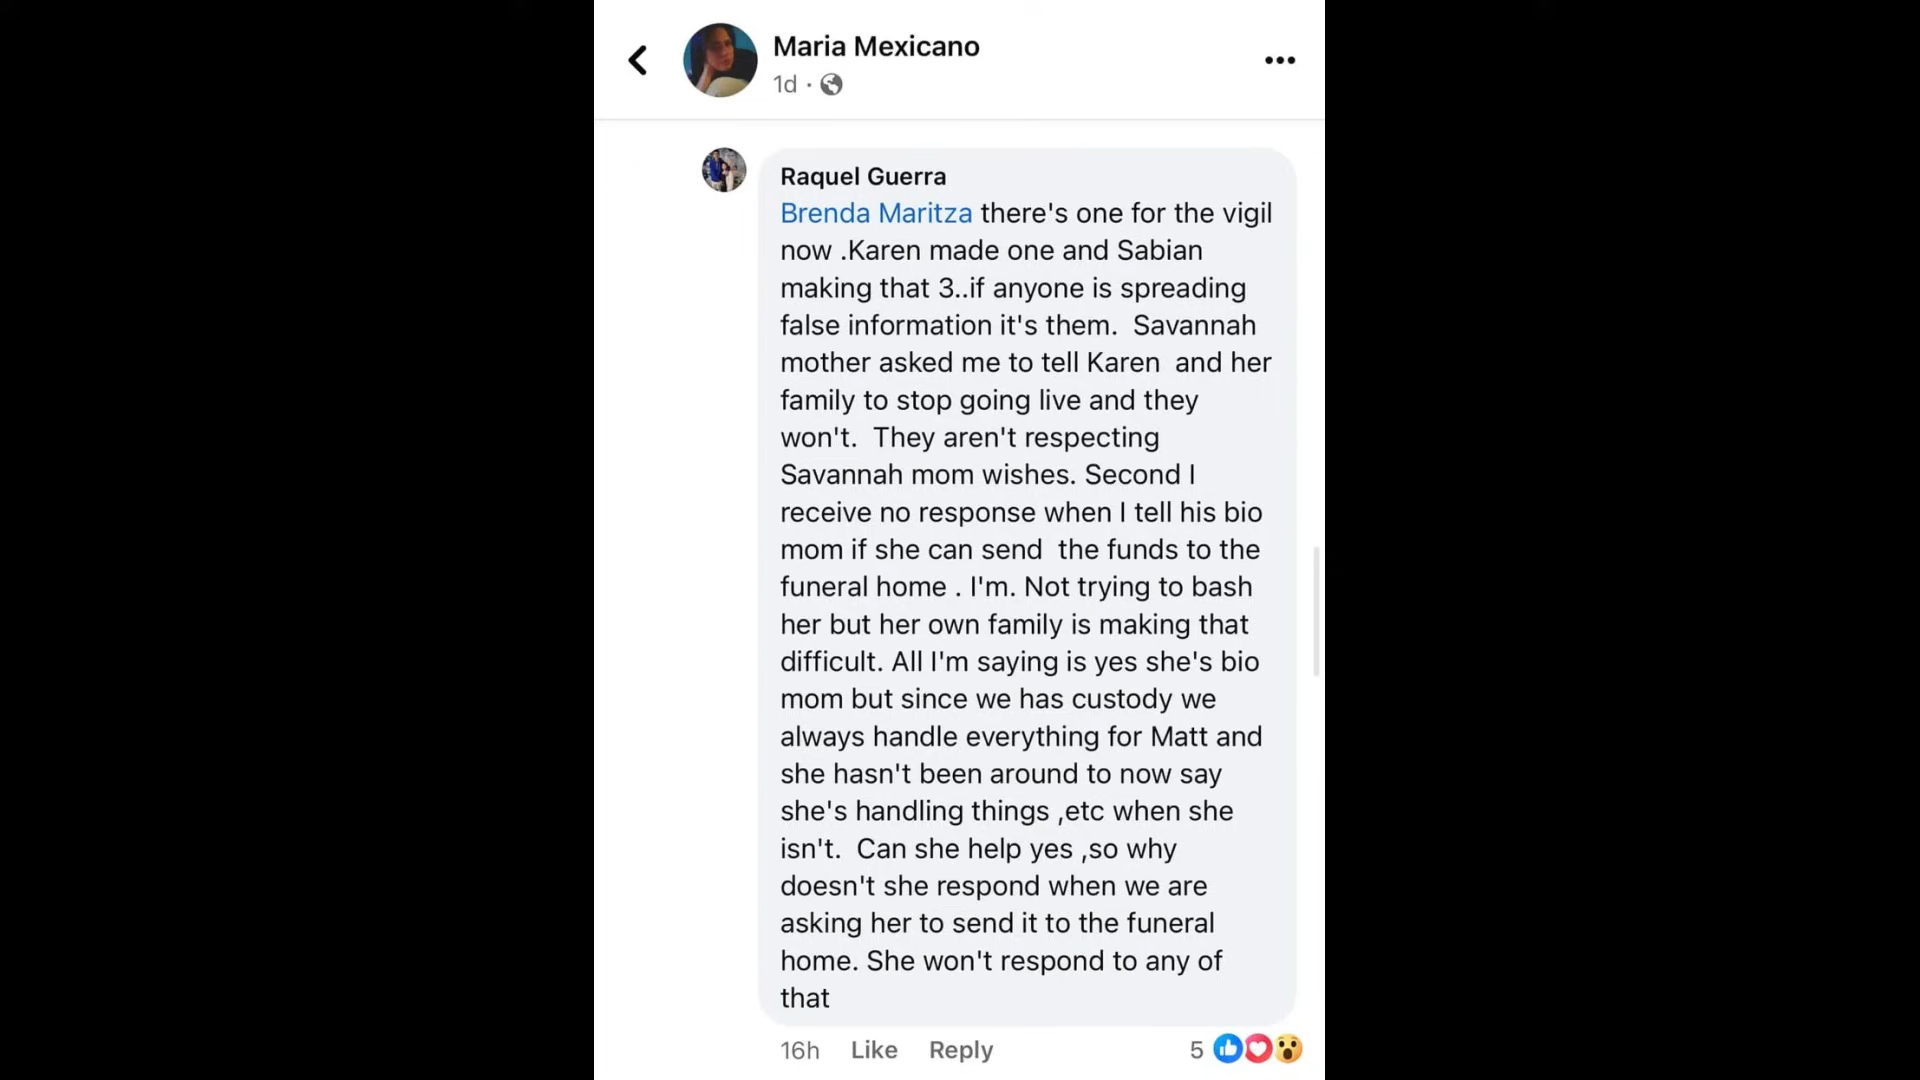 Maria Mexicano
1d ·
Raquel Guerra
Brenda Maritza there's one for the vigil
now .Karen made one and Sabian
making that 3..if anyone is spreading
false information it's them.  Savannah
mother asked me to tell Karen  and her
family to stop going live and they
won't.  They aren't respecting
Savannah mom wishes. Second I
receive no response when I tell his bio
mom if she can send  the funds to the
funeral home . I'm. Not trying to bash
her but her own family is making that
difficult. All I'm saying is yes she's bio
mom but since we has custody we
always handle everything for Matt and
she hasn't been around to now say
she's handling things ,etc when she
isn't.  Can she help yes ,so why
doesn't she respond when we are
asking her to send it to the funeral
home. She won't respond to any of
that
16h Like Reply 5